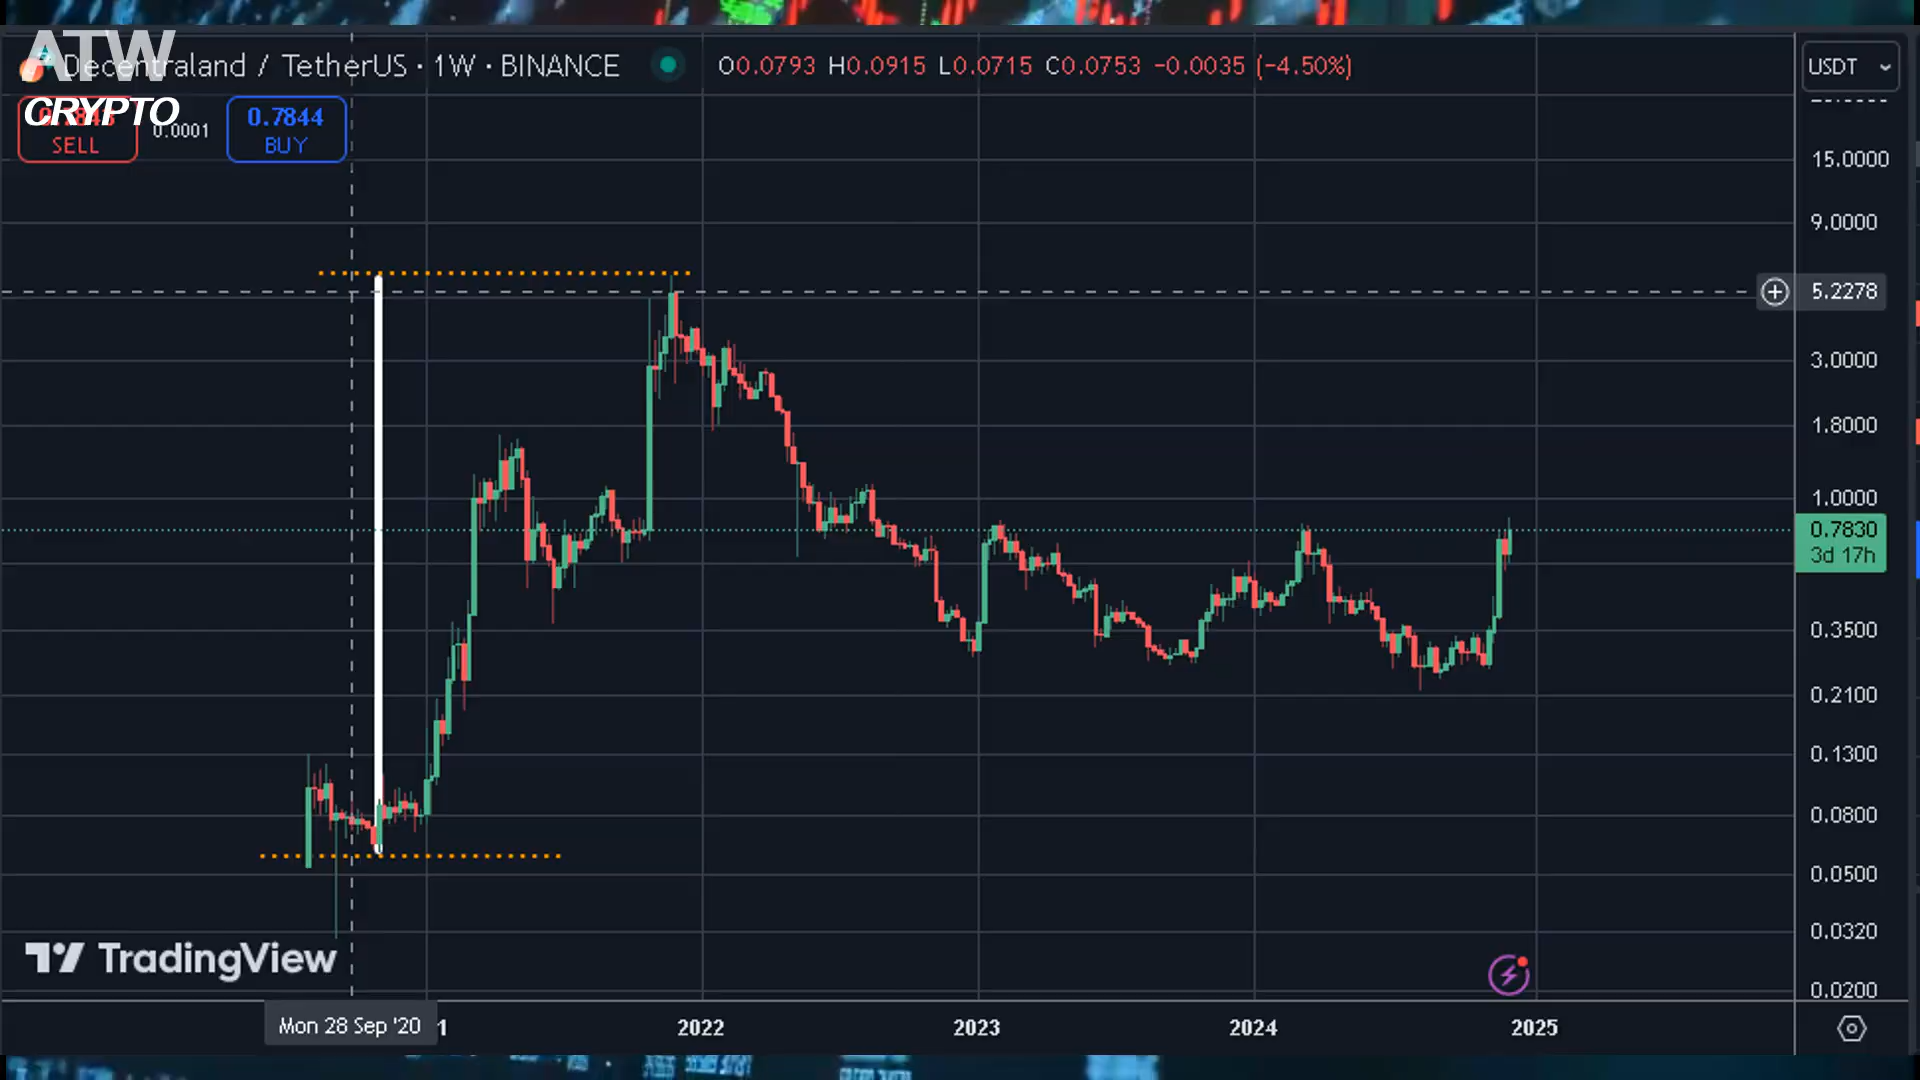 ATW
CRYPTO
Decentraland / TetherUS · 1W · BINANCE
O0.0793 H0.0915 L0.0715 C0.0753 −0.0035 (−4.50%)
USDT
SELL
0.0001
0.7844
BUY
15.0000
9.0000
5.2278
3.0000
1.8000
1.0000
0.7830
3d 17h
0.3500
0.2100
0.1300
0.0800
0.0500
0.0320
0.0200
TradingView
Mon 28 Sep '20
2022
2023
2024
2025